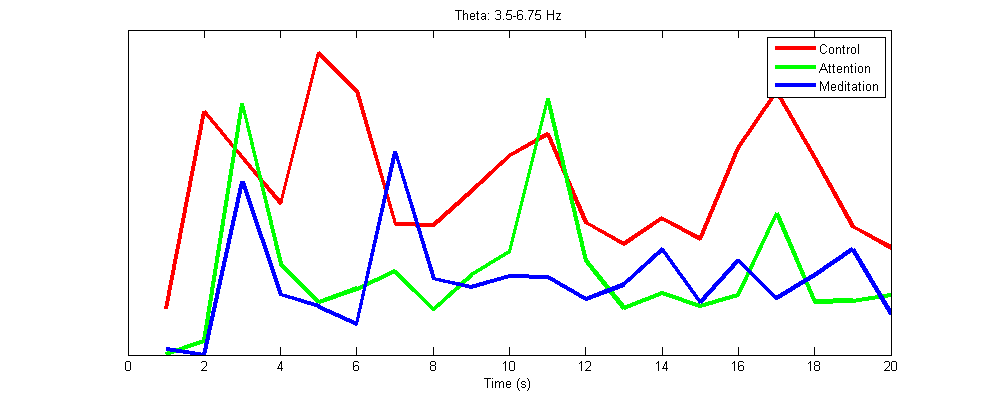 Theta: 3.5-6.75 Hz
Control
Attention
Meditation
0 2 4 6 8 10 12 14 16 18 20
Time (s)